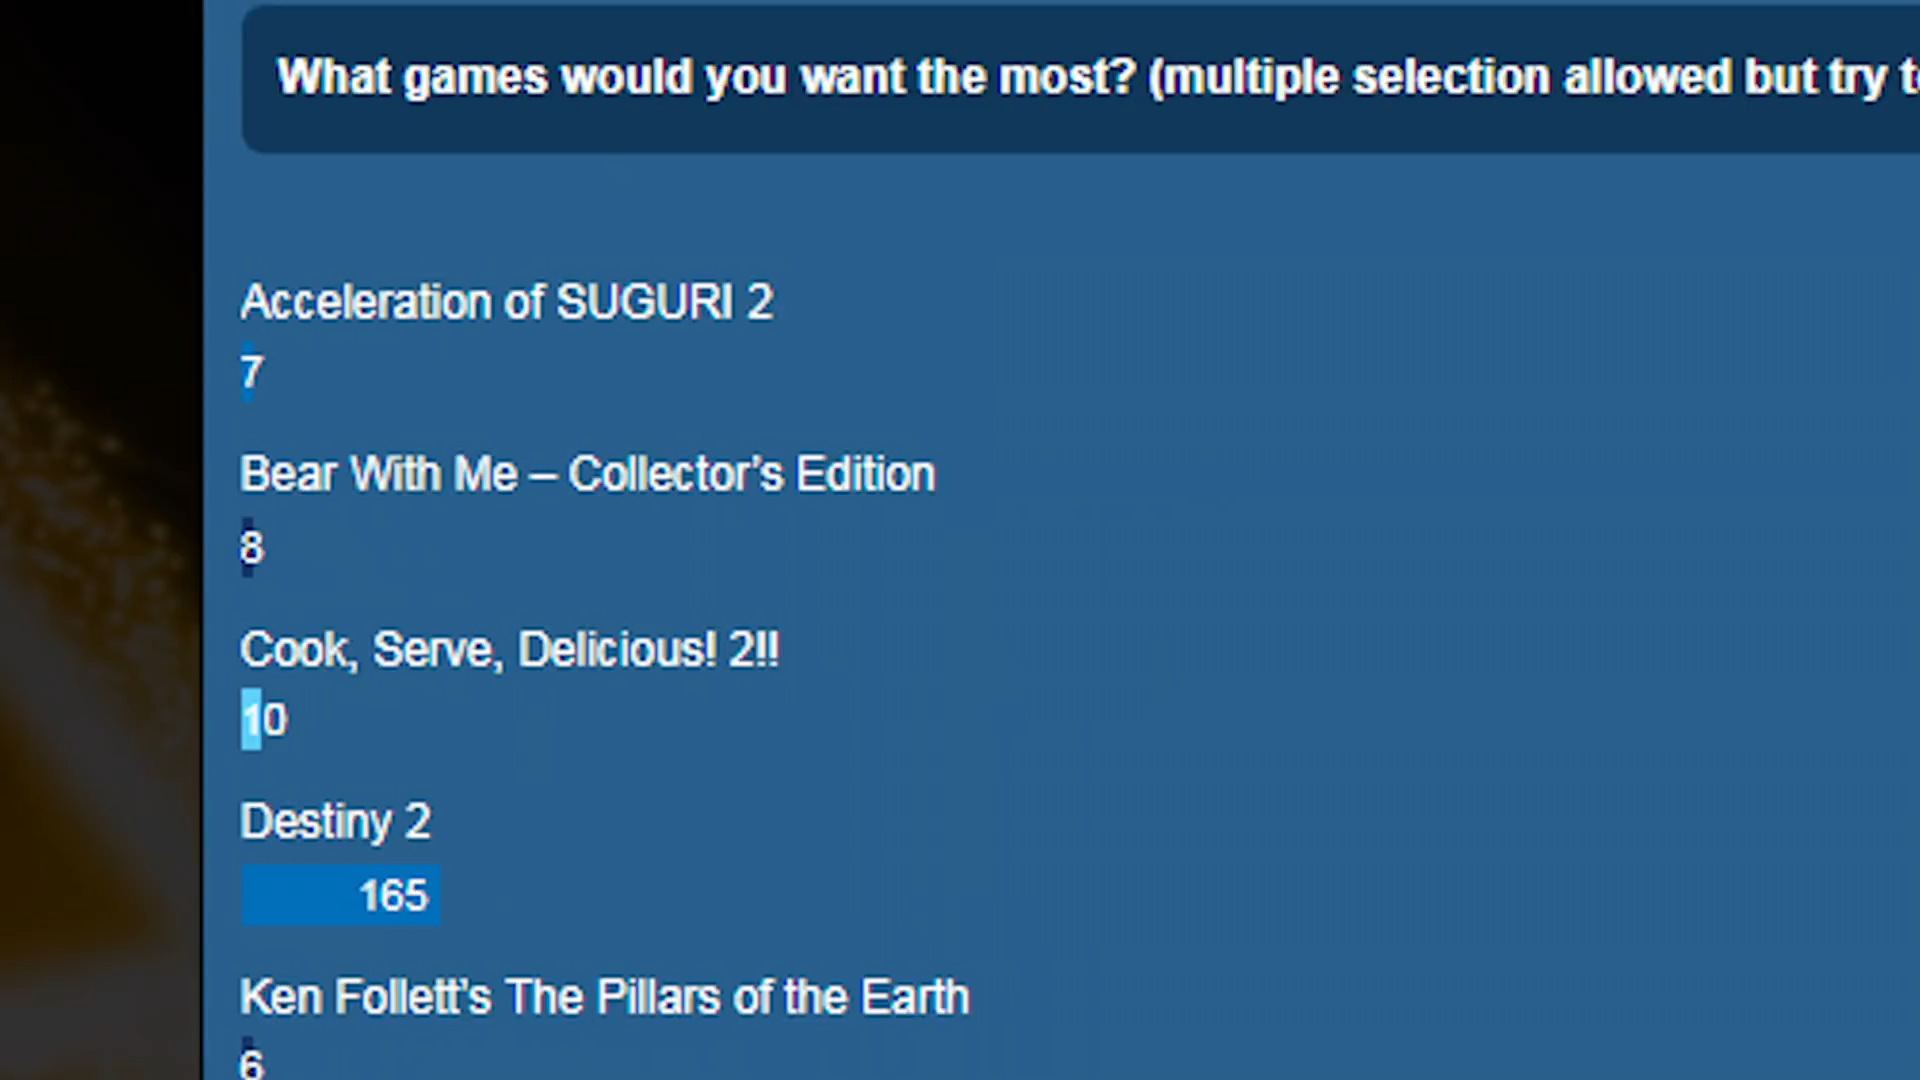 What games would you want the most? (multiple selection allowed but try
Acceleration of SUGURI 2
7
Bear With Me – Collector’s Edition
8
Cook, Serve, Delicious! 2!!
10
Destiny 2
165
Ken Follett’s The Pillars of the Earth
6